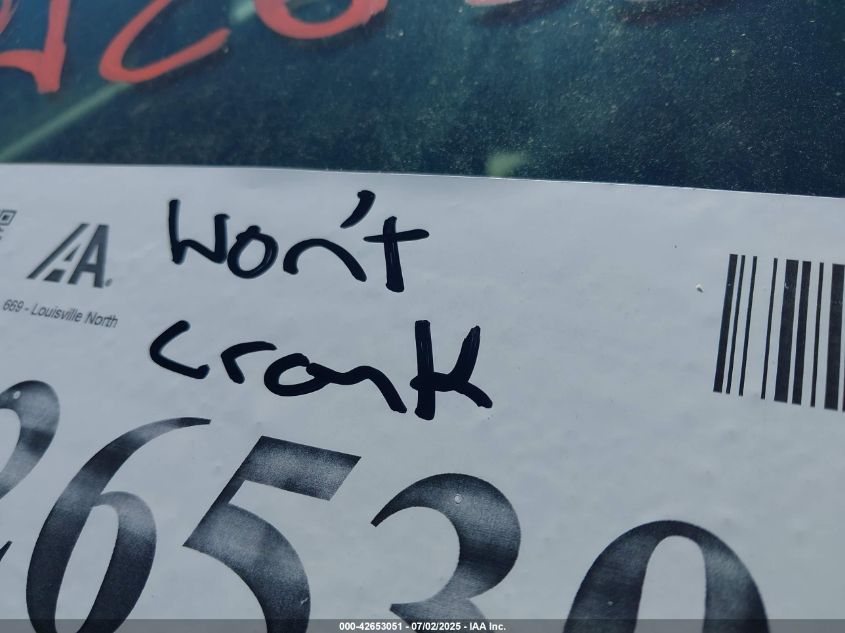 IAA
669 - Louisville North
Won't
crank
26530
000-42653051 - 07/02/2025 - IAA Inc.